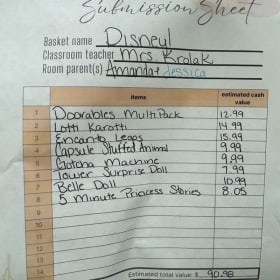 Submission Sheet
Basket name Disney!
Classroom teacher Mrs. Krolak
Room parent(s) Amanda + Jessica
items estimated cash value
1 Doorables Multi Pack 12.99
2 Lotti Karotti 14.99
3 Encanto Legos 15.99
4 Capsule Stuffed Animal 9.99
5 Gotcha Machine 9.99
6 Tower Surprise Doll 7.99
7 Belle Doll 10.99
8 5 Minute Princess Stories 8.05
9
10
11
12
13
14
Estimated total value: $ 90.98